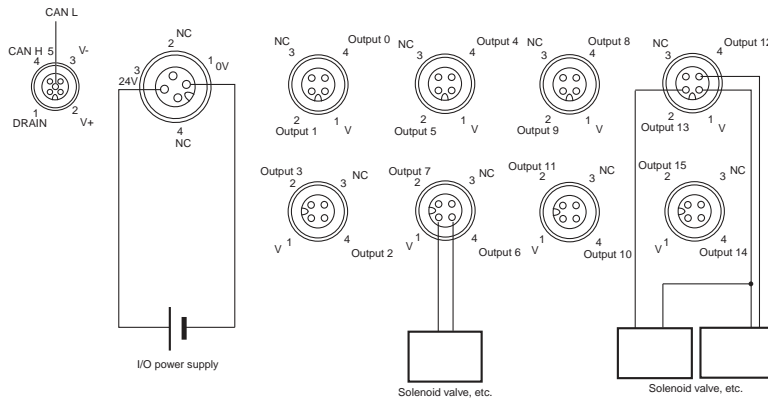 CAN L
CAN H 5 V-
4 3
1 2
DRAIN V+
NC
2
3 1 0V
24V
4
NC
I/O power supply
NC Output 0
3 4
2 1
Output 1 V
NC Output 4
3 4
2 1
Output 5 V
NC Output 8
3 4
2 1
Output 9 V
NC Output 12
3 4
2 1
Output 13 V
Output 3
2 3 NC
1 4
V Output 2
Output 7
2 3 NC
1 4
V Output 6
Output 11
2 3 NC
1 4
V Output 10
Output 15
2 3 NC
1 4
V Output 14
Solenoid valve, etc.
Solenoid valve, etc.